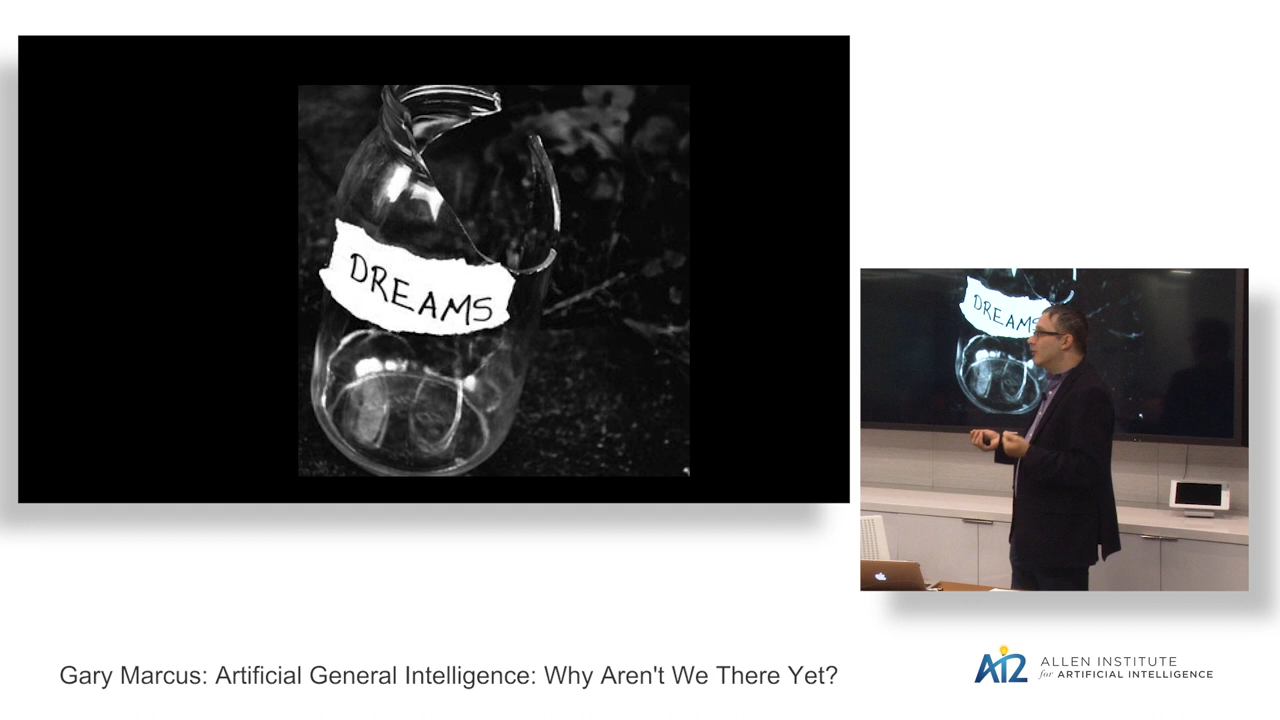 DREAMS
DREAMS
Gary Marcus: Artificial General Intelligence: Why Aren't We There Yet?
AI2 ALLEN INSTITUTE
for ARTIFICIAL INTELLIGENCE